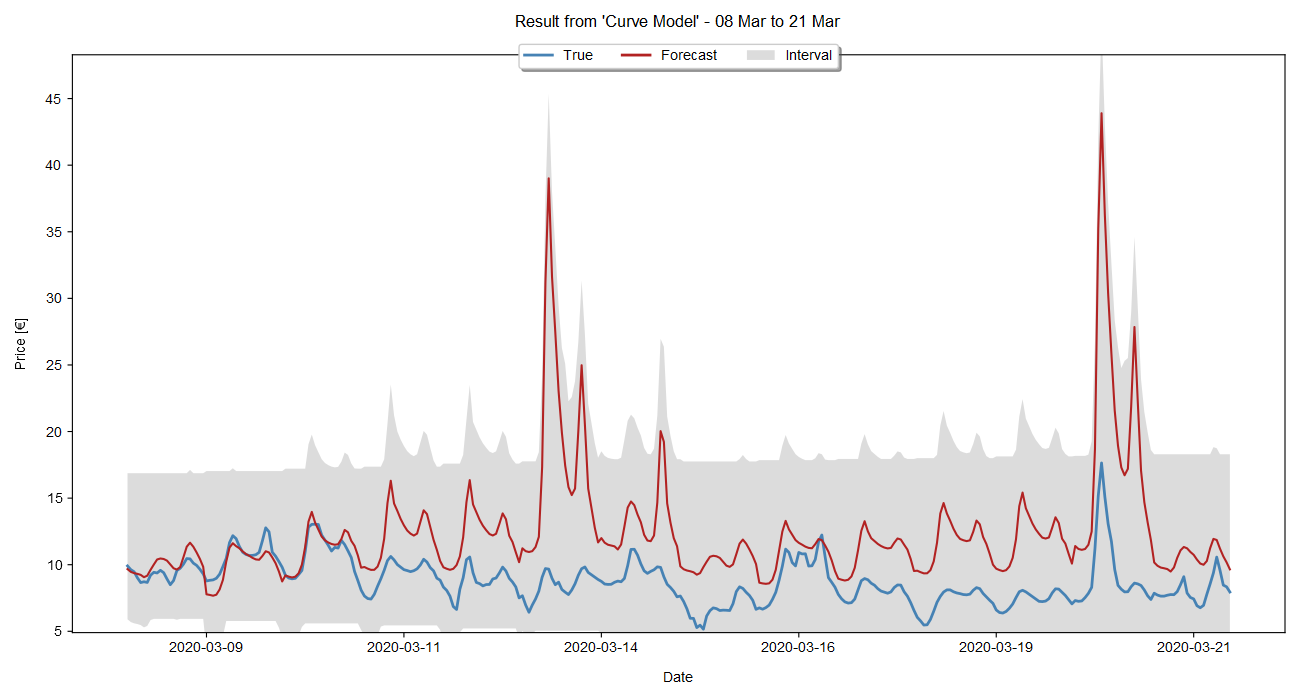 Result from 'Curve Model' - 08 Mar to 21 Mar
True Forecast Interval
45
40
35
30
25
20
15
10
5
Price [€]
2020-03-09 2020-03-11 2020-03-14 2020-03-16 2020-03-19 2020-03-21
Date